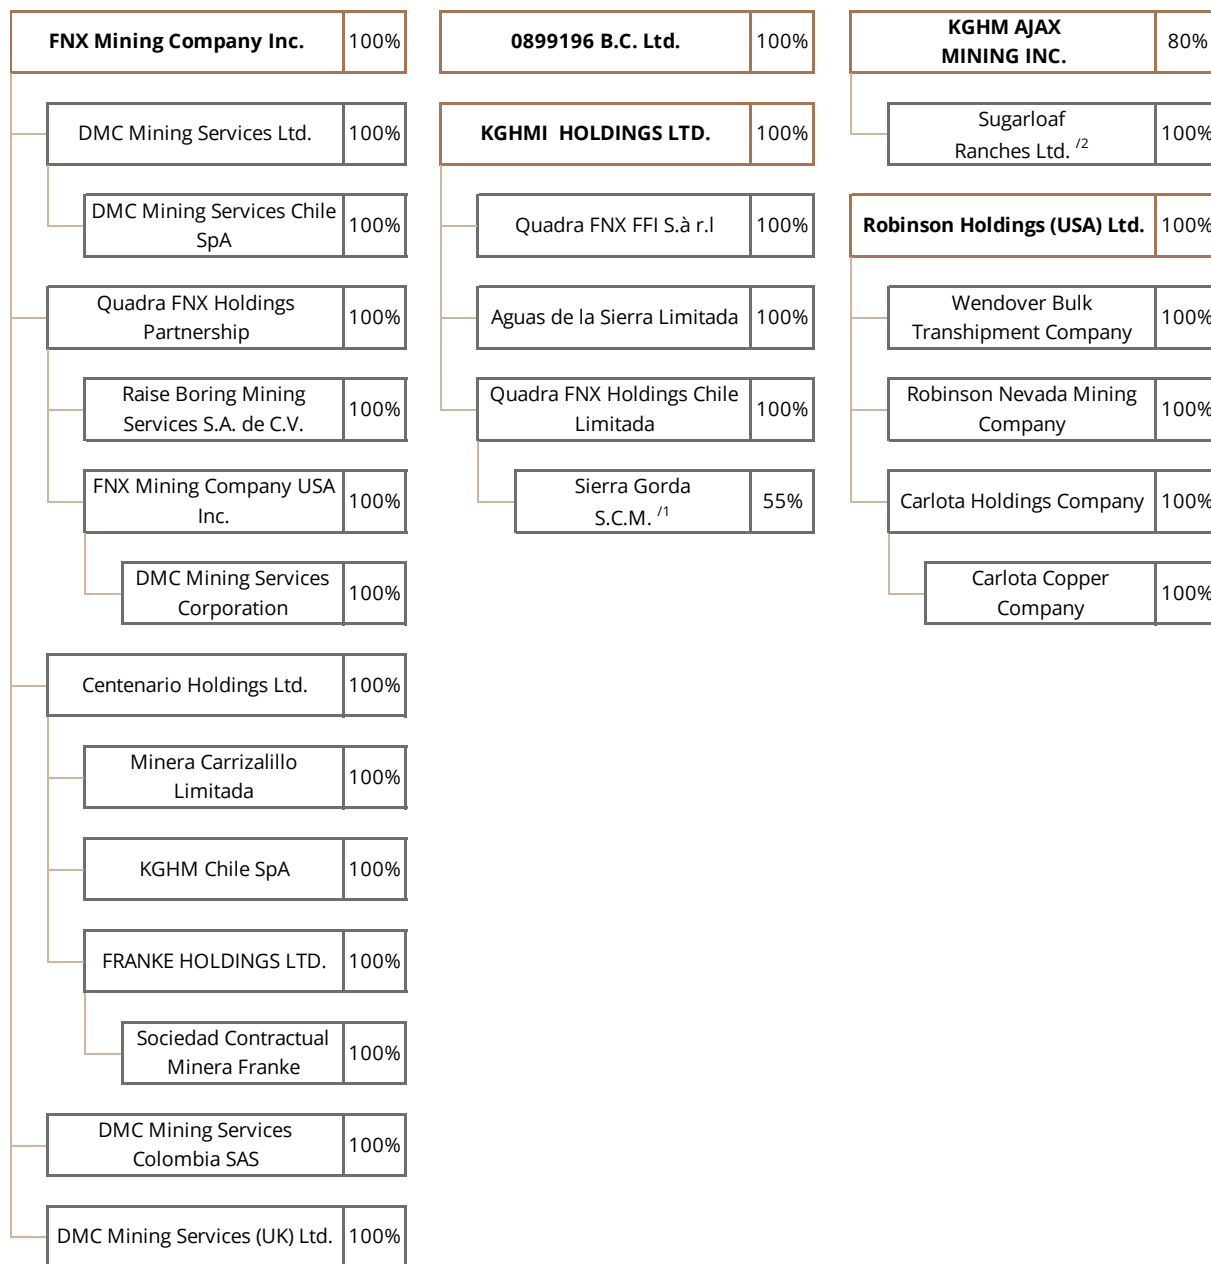 FNX Mining Company Inc. 100%
DMC Mining Services Ltd. 100%
DMC Mining Services Chile
SpA
100%
Quadra FNX Holdings
Partnership
100%
Raise Boring Mining
Services S.A. de C.V.
100%
FNX Mining Company USA
Inc.
100%
DMC Mining Services
Corporation
100%
Centenario Holdings Ltd. 100%
Minera Carrizalillo
Limitada
100%
KGHM Chile SpA 100%
FRANKE HOLDINGS LTD. 100%
Sociedad Contractual
Minera Franke
100%
DMC Mining Services
Colombia SAS
100%
DMC Mining Services (UK) Ltd. 100%
0899196 B.C. Ltd. 100%
KGHMI HOLDINGS LTD. 100%
Quadra FNX FFI S.à r.l 100%
Aguas de la Sierra Limitada 100%
Quadra FNX Holdings Chile
Limitada
100%
Sierra Gorda
S.C.M. /1
55%
KGHM AJAX
MINING INC.
80%
Sugarloaf
Ranches Ltd. /2
100%
Robinson Holdings (USA) Ltd. 100%
Wendover Bulk
Transhipment Company
100%
Robinson Nevada Mining
Company
100%
Carlota Holdings Company 100%
Carlota Copper
Company
100%